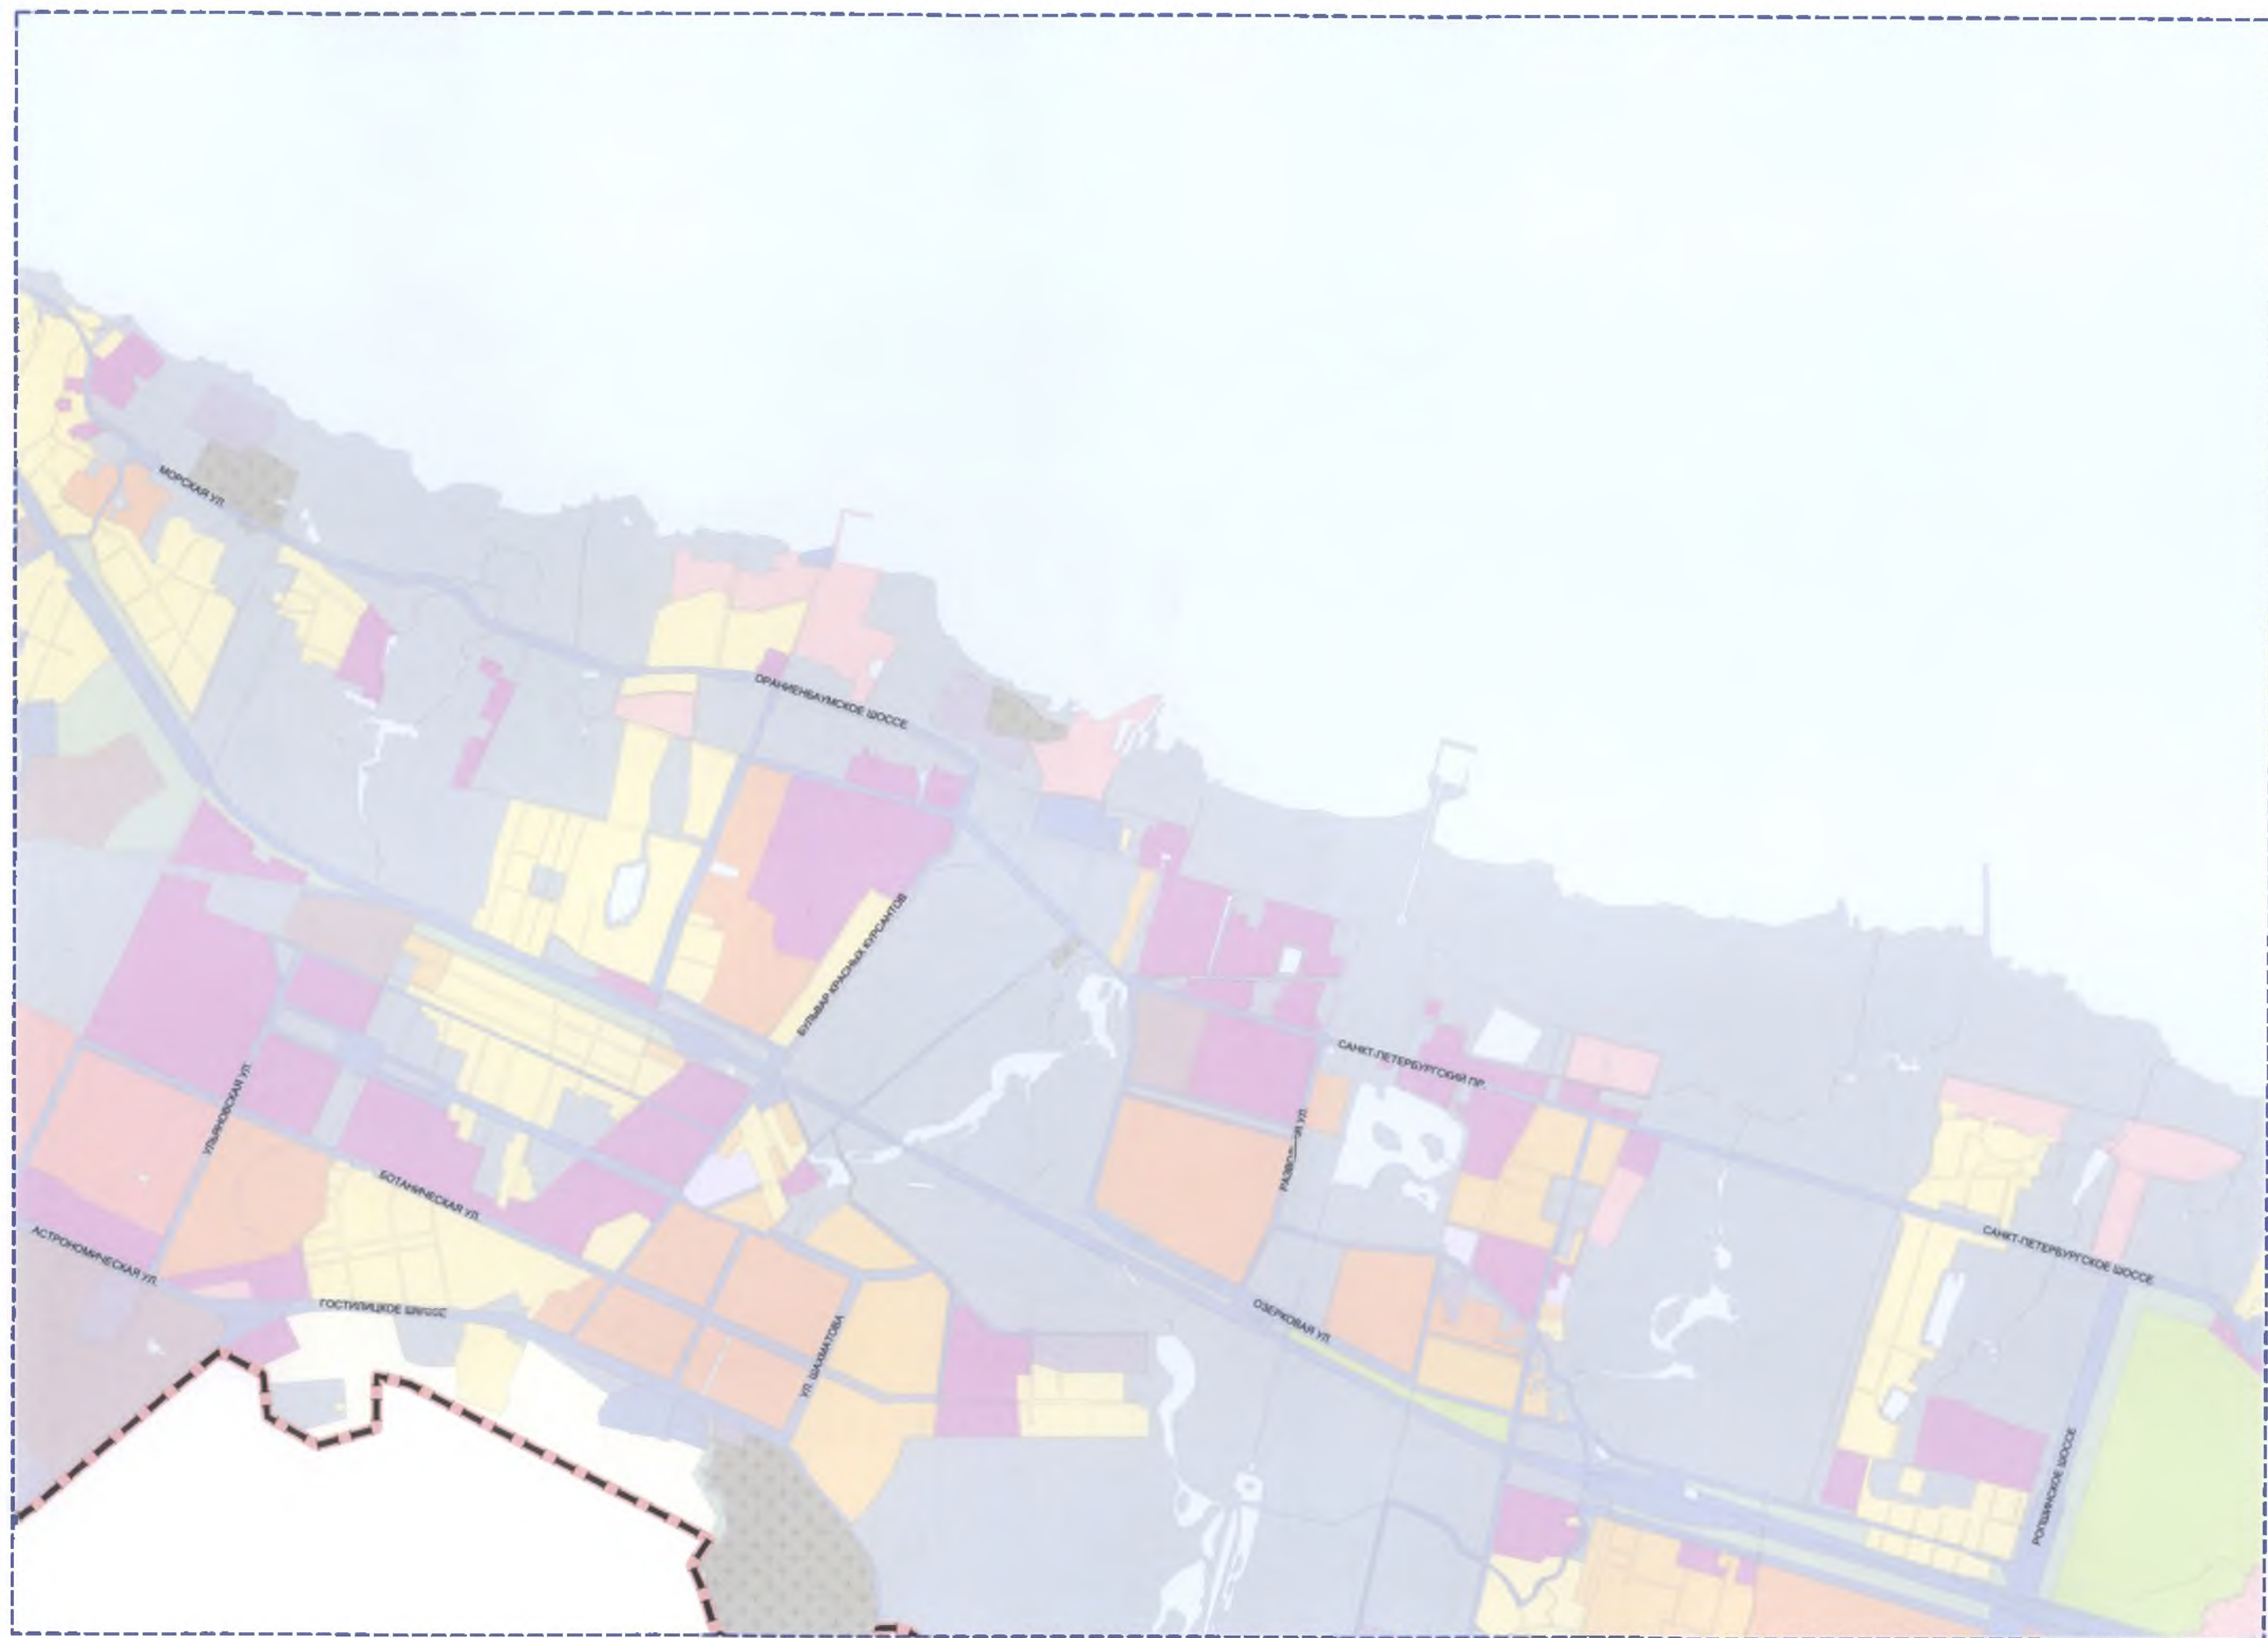 МОРСКАЯ УЛ.
ОРАНИЕНБАУМСКОЕ ШОССЕ
БУЛЬВАР КРАСНЫХ КУРСАНТОВ
САНКТ-ПЕТЕРБУРГСКИЙ ПР.
УЛЬЯНОВСКАЯ УЛ.
БОТАНИЧЕСКАЯ УЛ.
АСТРОНОМИЧЕСКАЯ УЛ.
ГОСТИЛИЦКОЕ ШОССЕ
УЛ. ШАХМАТОВА
ОЗЕРКОВАЯ УЛ.
САНКТ-ПЕТЕРБУРГСКОЕ ШОССЕ
РОПШИНСКОЕ ШОССЕ